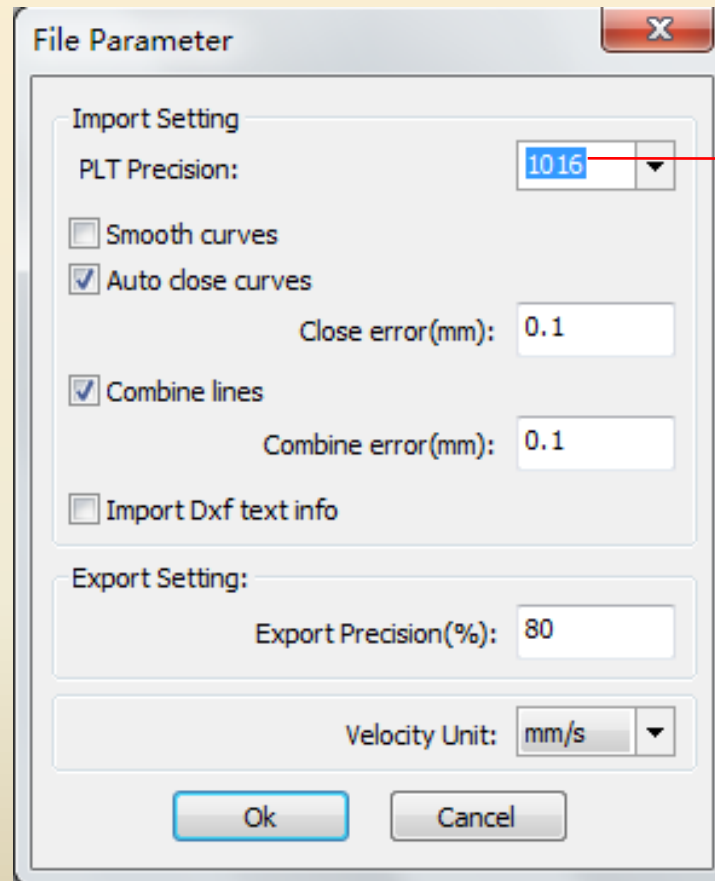 File Parameter
Import Setting
PLT Precision: 1016
Smooth curves
Auto close curves
Close error(mm): 0.1
Combine lines
Combine error(mm): 0.1
Import Dxf text info
Export Setting:
Export Precision(%): 80
Velocity Unit: mm/s
Ok Cancel